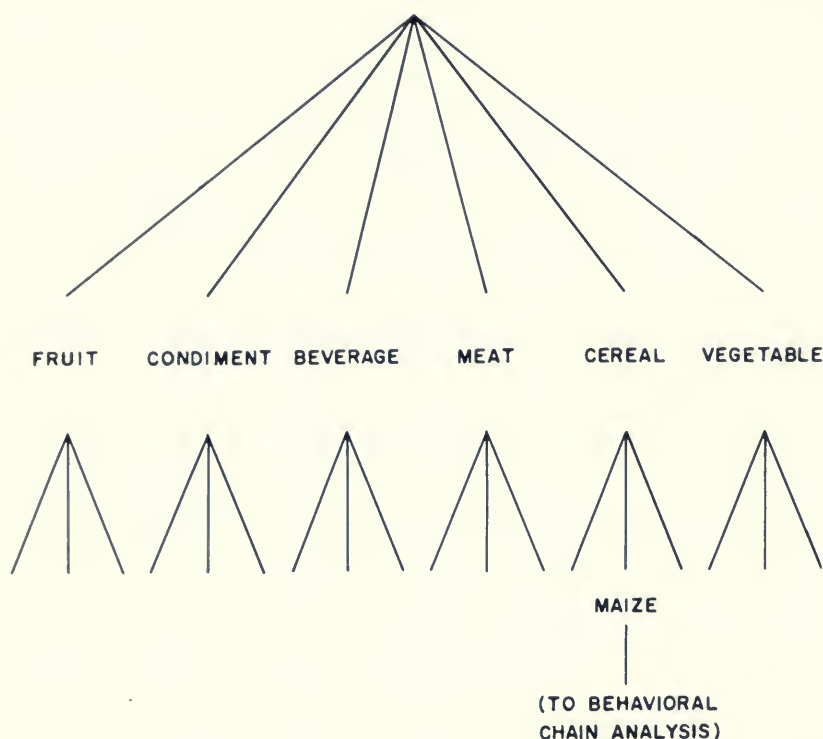 FRUIT CONDIMENT BEVERAGE MEAT CEREAL VEGETABLE
MAIZE
(TO BEHAVIORAL
CHAIN ANALYSIS)